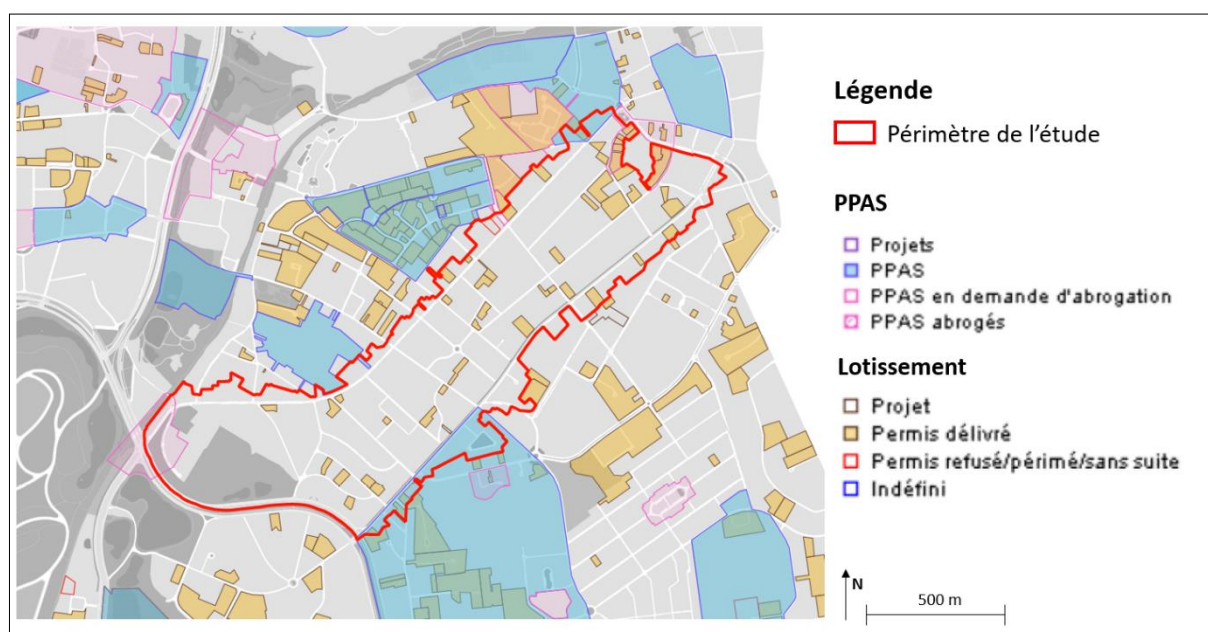 Légende
Périmètre de l'étude
PPAS
Projets
PPAS
PPAS en demande d'abrogation
PPAS abrogés
Lotissement
Projet
Permis délivré
Permis refusé/périmé/sans suite
Indéfini
N
500 m